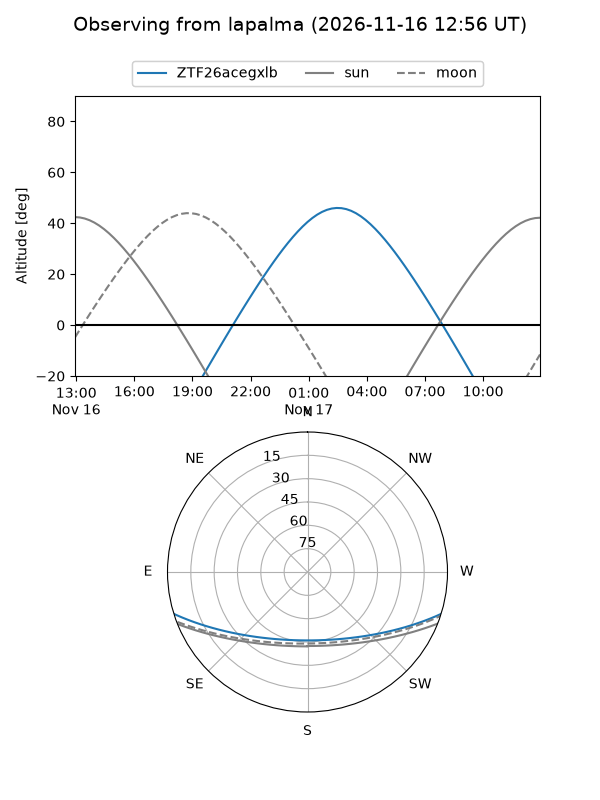 Observing from lapalma (2026-11-16 12:56 UT)
ZTF26acegxlb sun moon
Altitude [deg]
80
60
40
20
0
−20
13:00 16:00 19:00 22:00 01:00 04:00 07:00 10:00
Nov 16 Nov 17
N
NE NW
15
30
45
60
75
E W
SE SW
S